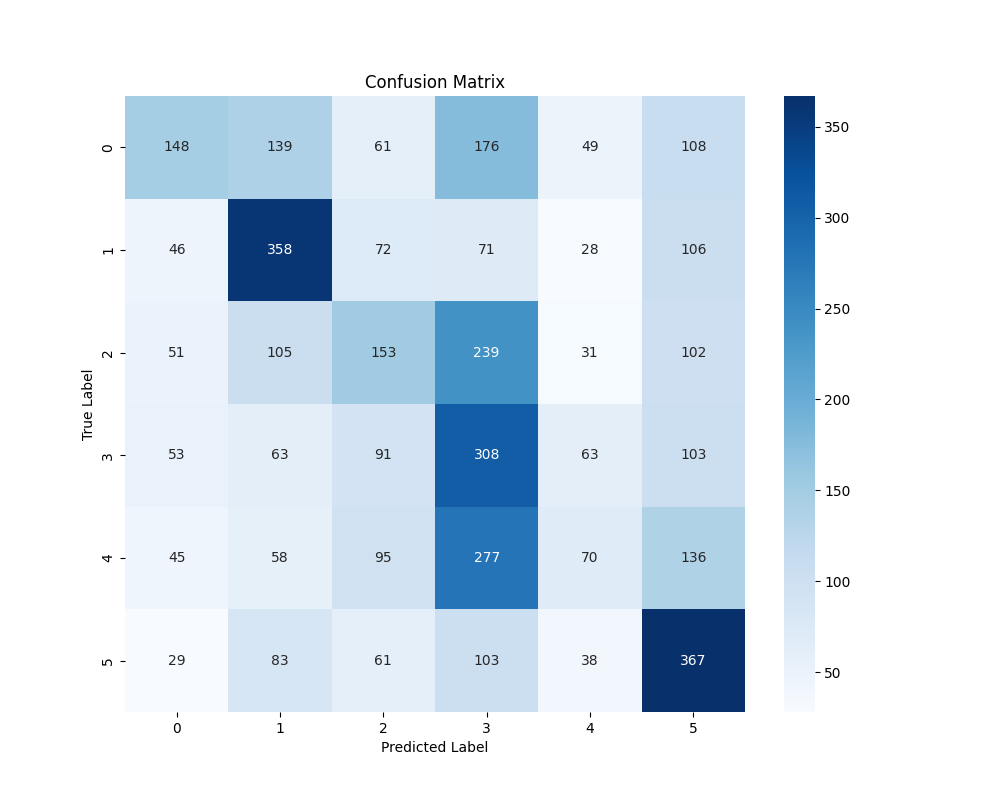 Confusion Matrix
True Label
0 148 139 61 176 49 108
1 46 358 72 71 28 106
2 51 105 153 239 31 102
3 53 63 91 308 63 103
4 45 58 95 277 70 136
5 29 83 61 103 38 367
0 1 2 3 4 5
Predicted Label
350
300
250
200
150
100
50